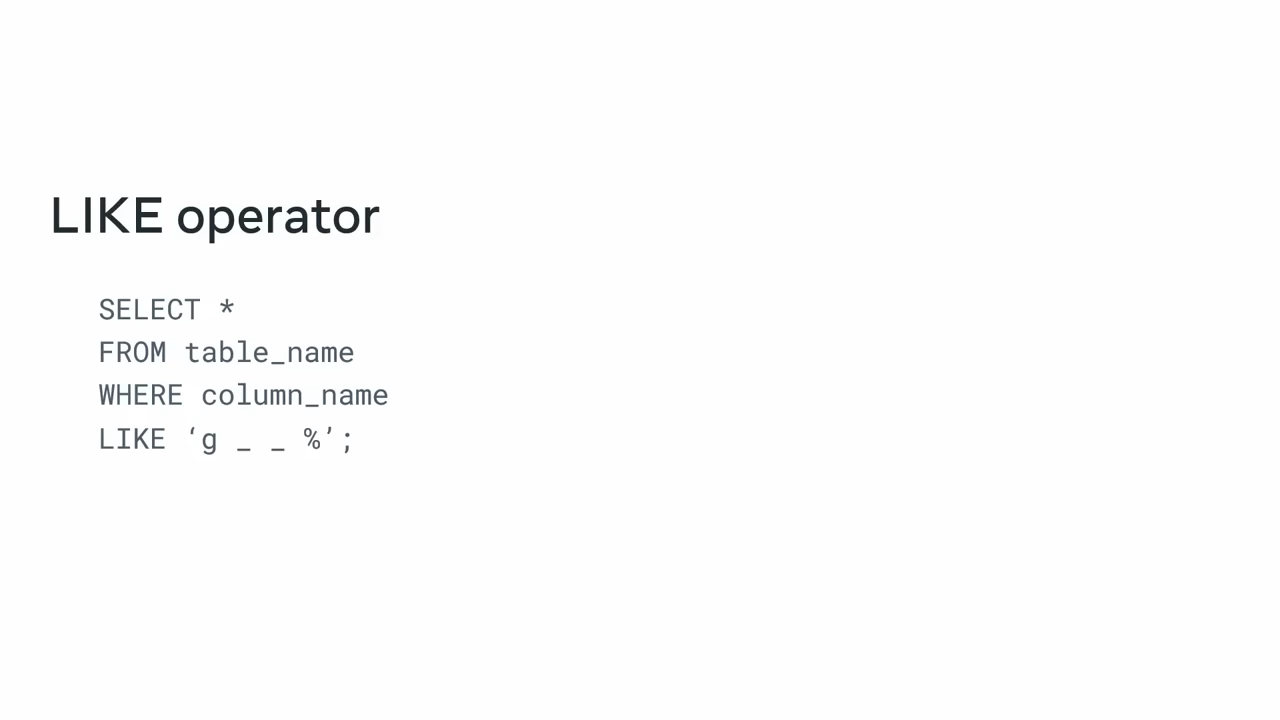 LIKE operator
SELECT *
FROM table_name
WHERE column_name
LIKE ‘g _ _ %’;